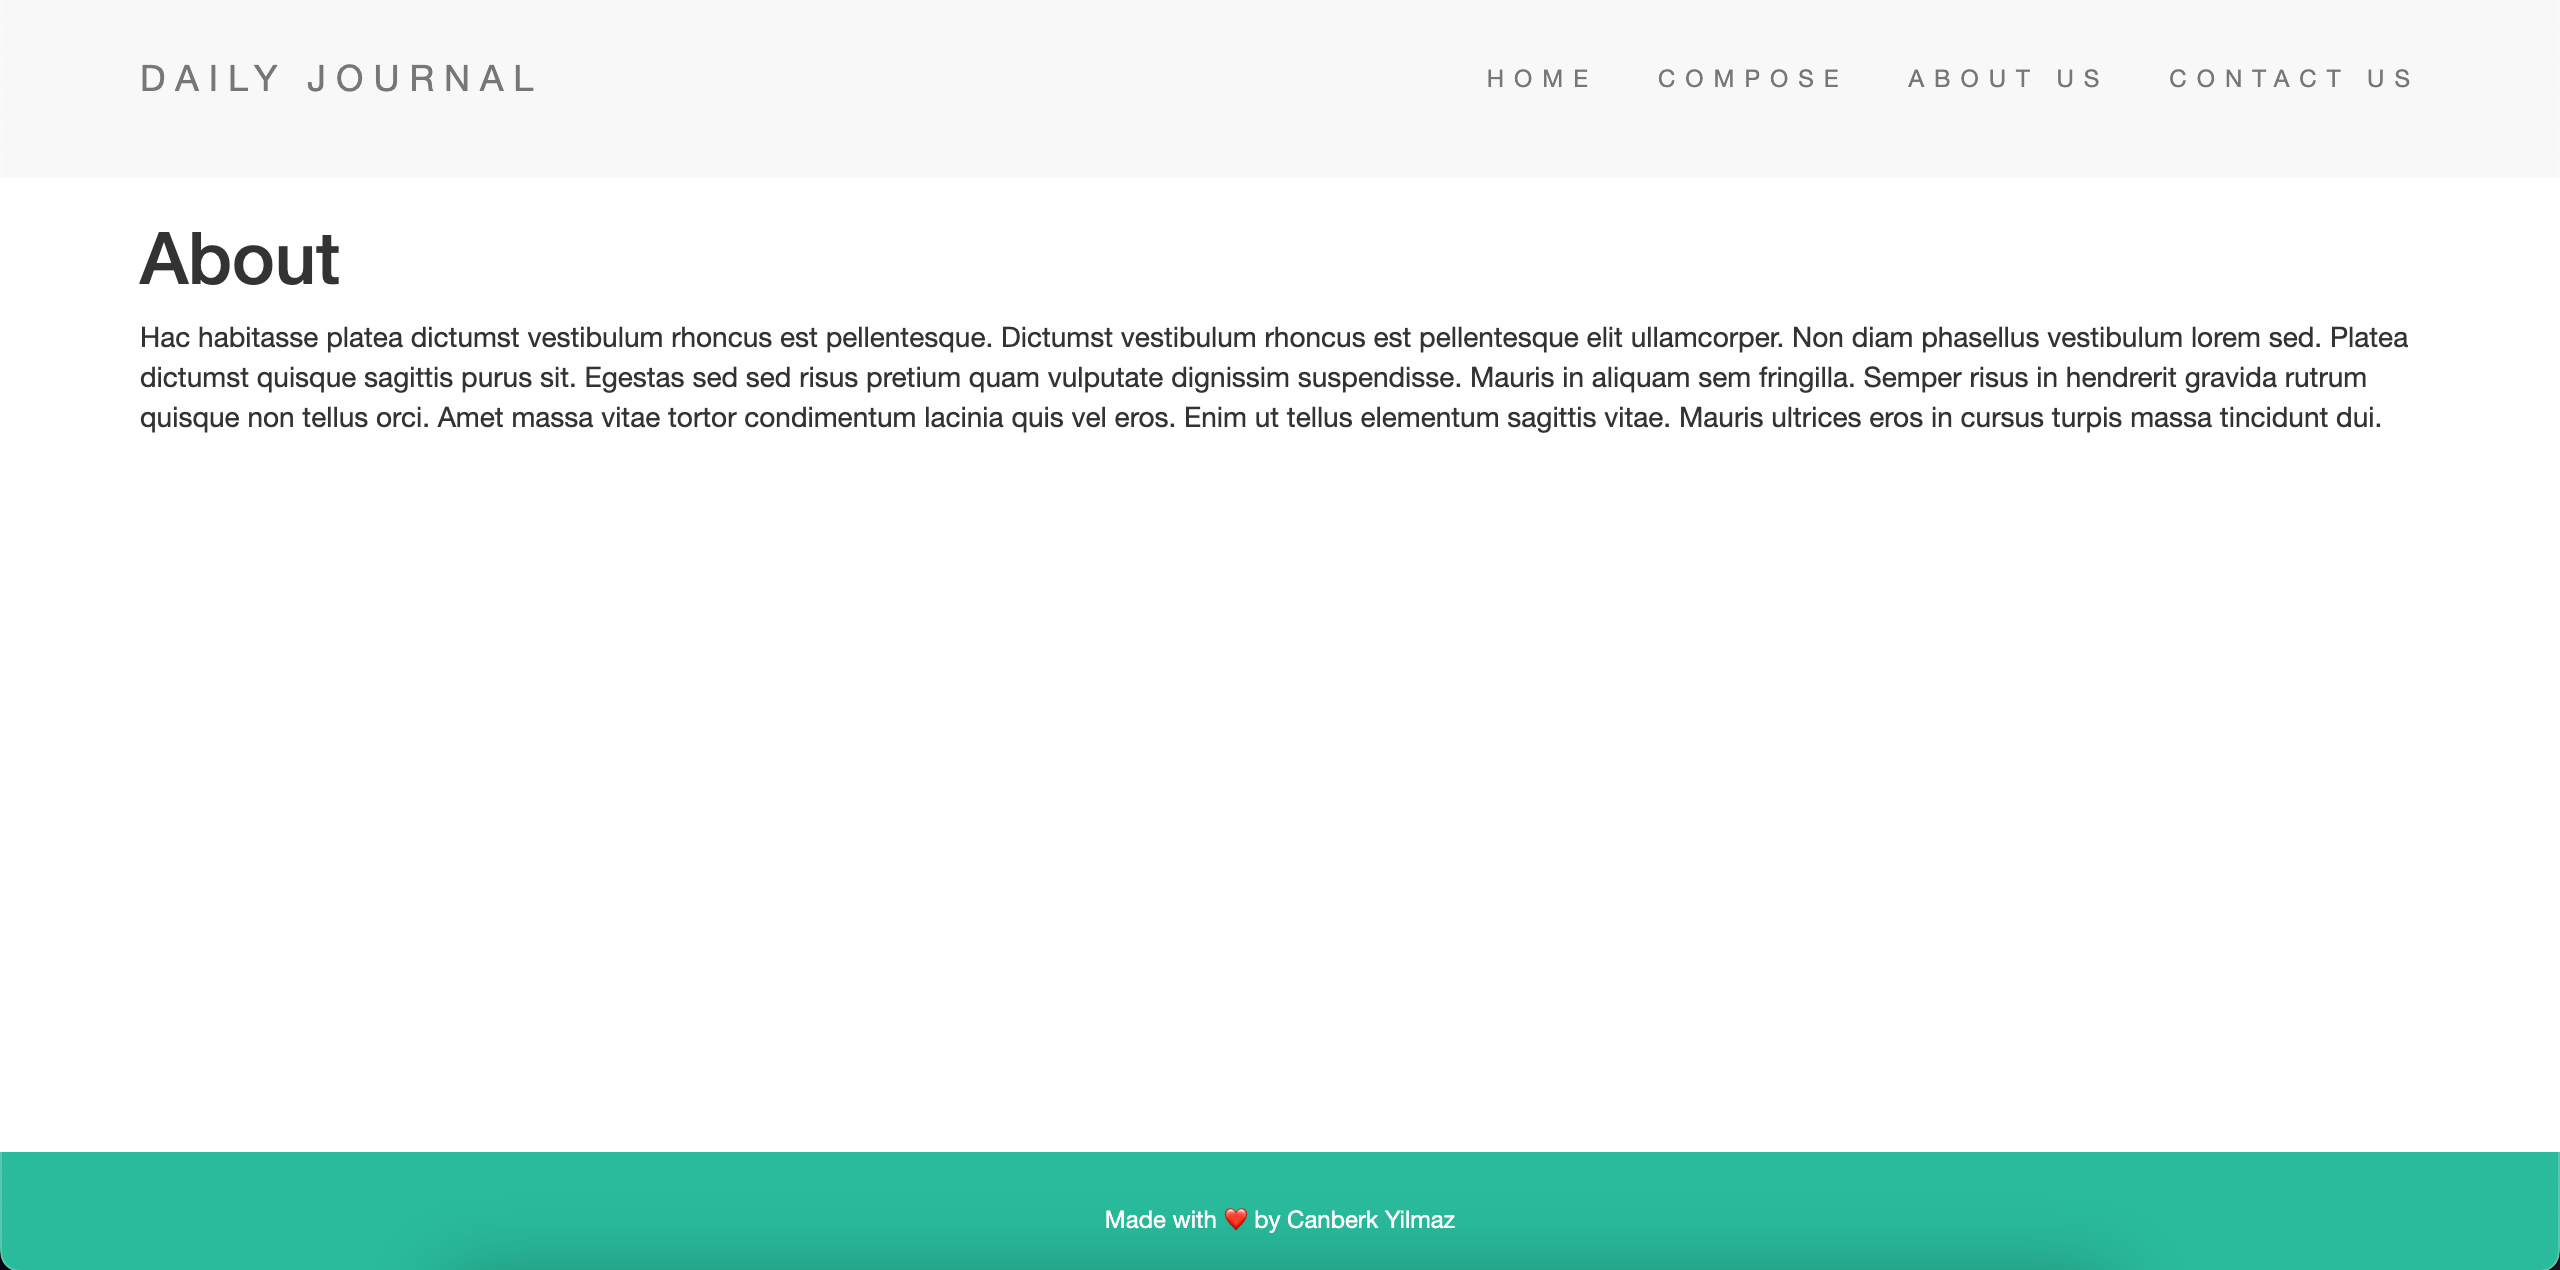 DAILY JOURNAL
HOME COMPOSE ABOUT US CONTACT US
About
Hac habitasse platea dictumst vestibulum rhoncus est pellentesque. Dictumst vestibulum rhoncus est pellentesque elit ullamcorper. Non diam phasellus vestibulum lorem sed. Platea
dictumst quisque sagittis purus sit. Egestas sed sed risus pretium quam vulputate dignissim suspendisse. Mauris in aliquam sem fringilla. Semper risus in hendrerit gravida rutrum
quisque non tellus orci. Amet massa vitae tortor condimentum lacinia quis vel eros. Enim ut tellus elementum sagittis vitae. Mauris ultrices eros in cursus turpis massa tincidunt dui.
Made with ❤️ by Canberk Yilmaz